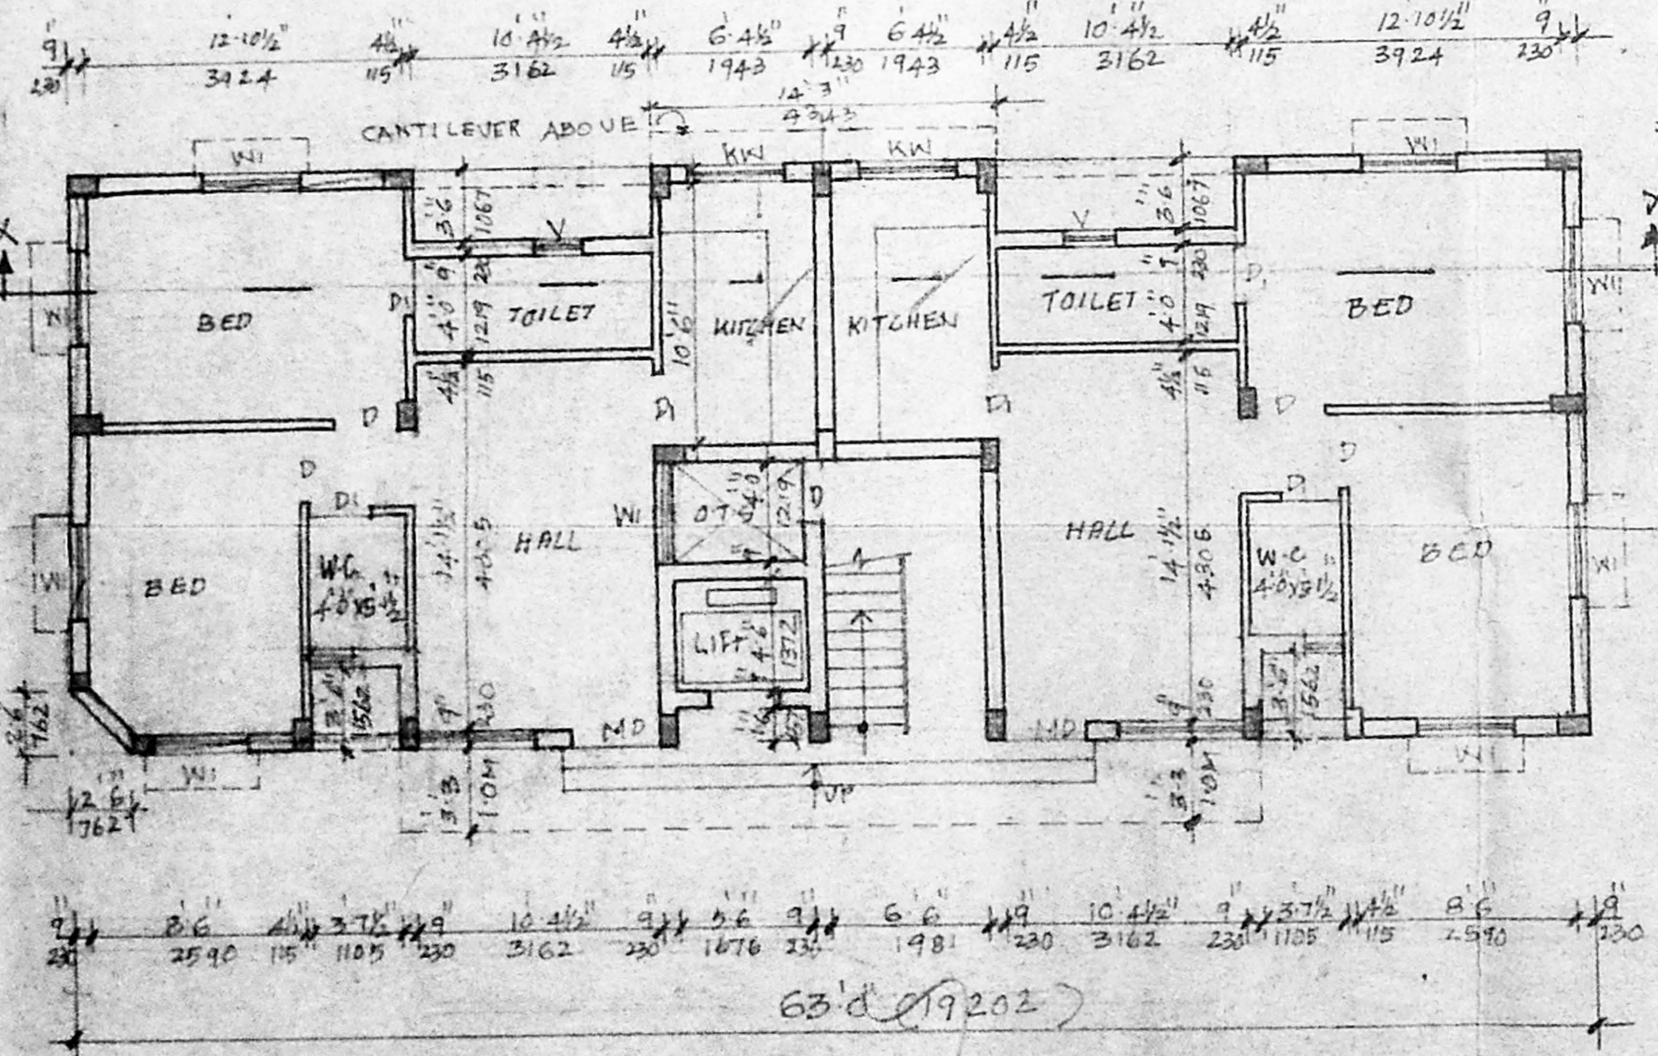 9" 12'-10½" 4½" 10'-4½" 4½" 6'-4½" 9" 6'-4½" 4½" 10'-4½" 4½" 12'-10½" 9"
230 3924 115 3162 115 1943 230 1943 115 3162 115 3924 230
14'-3"
4343
CANTILEVER ABOVE
W1 KW KW W1
3'-6" 1067 3'-6" 1067
V V
9" 230 9" 230
W1
BED D1 4'-0" 1219 TOILET KITCHEN KITCHEN TOILET 4'-0" 1219 D1 BED
10'-6"
4½" 115 4½" 115
D D1 D1 D
D D
D1 D1
W1 O.T.S 4'-0" 1219 D
HALL HALL
14'-1½" 14'-1½" 4305
W.C W.C
4'-0"x5'-1½" 4'-0"x5'-1½"
W1 BED BED W1
LIFT 4'-6" 1372
3'-6" 1562 3'-6" 1562
9" 230 9" 230
2'-6" 762
MD MD
W1 W1
3'-3" 1.0M UP 3'-3" 1.0M
2'-6"
762
9" 8'-6" 4½" 3'-7½" 9" 10'-4½" 9" 5'-6" 9" 6'-6" 9" 10'-4½" 9" 3'-7½" 4½" 8'-6" 9"
230 2590 115 1105 230 3162 230 1676 230 1981 230 3162 230 1105 115 2590 230
63'-0" (19202)